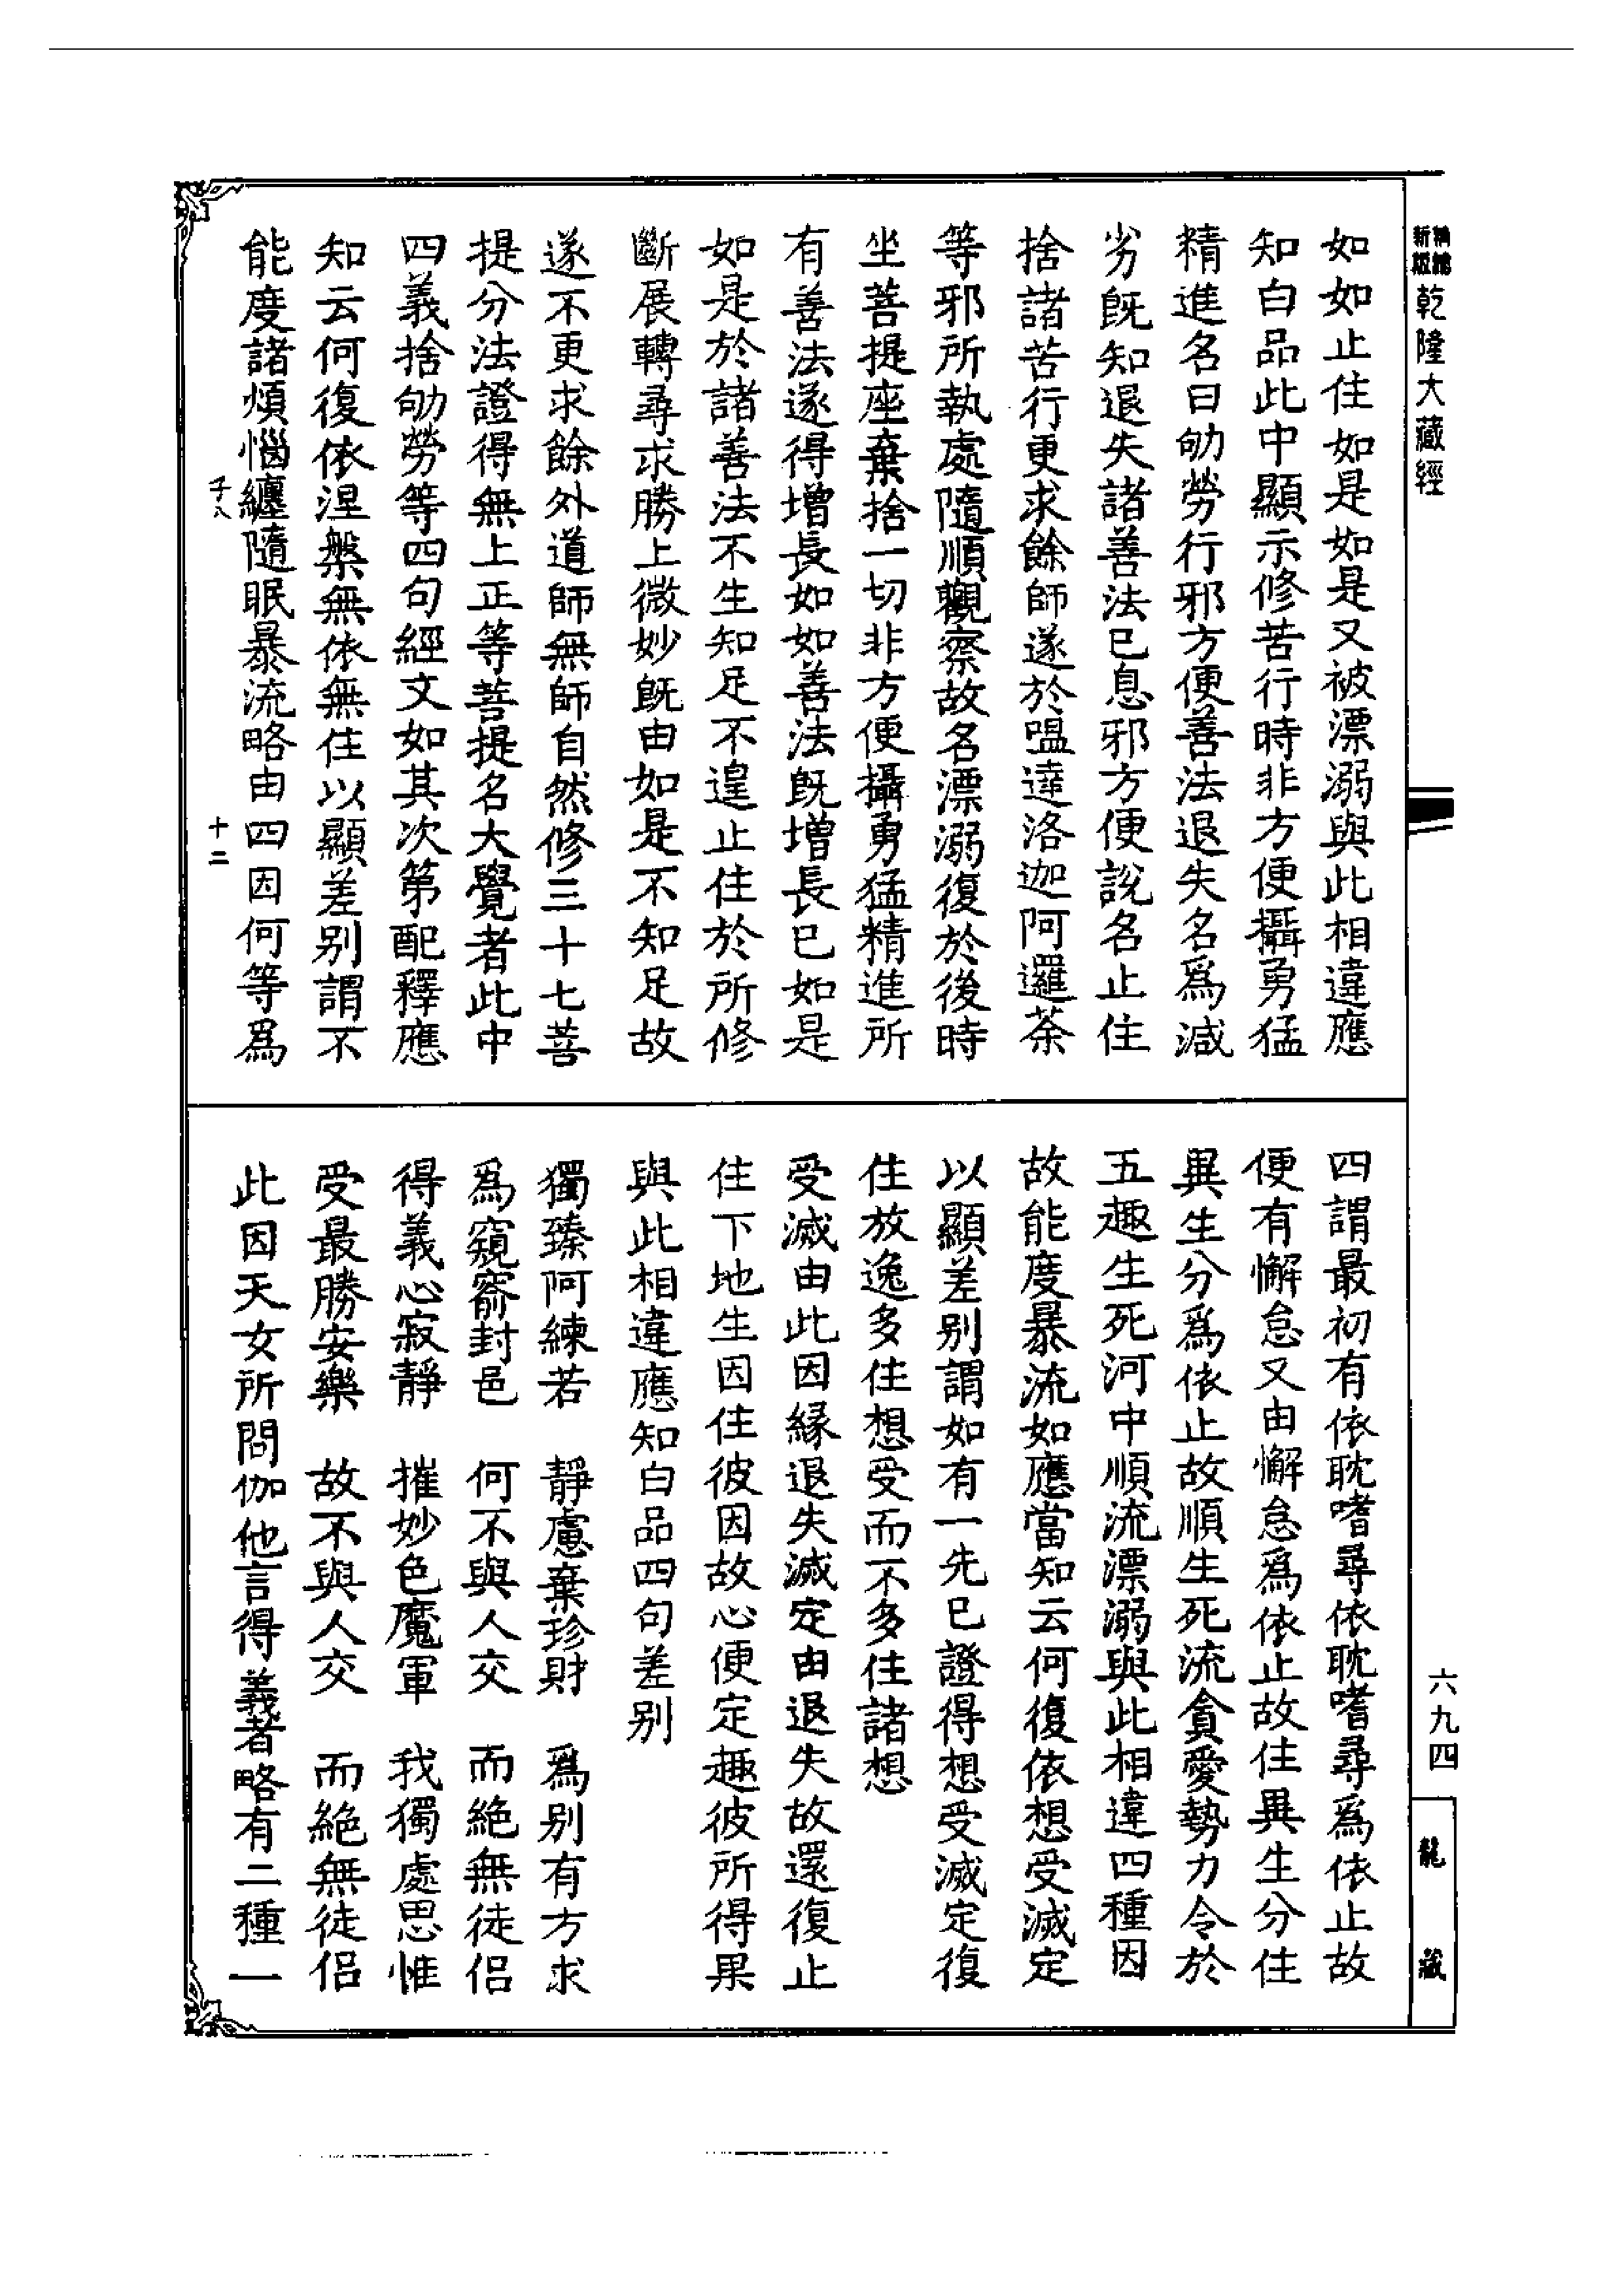 新版
精縮
乾隆大藏經
六九四
龍藏
如如止住如是如是又被漂溺與此相違應
知白品此中顯示修苦行時非方便攝勇猛
精進名曰劬勞行邪方便善法退失名爲減
劣既知退失諸善法已息邪方便說名止住
捨諸苦行更求餘師遂於嗢達洛迦阿邏荼
等邪所執處隨順觀察故名漂溺復於後時
坐菩提座棄捨一切非方便攝勇猛精進所
有善法遂得增長如如善法既增長已如是
如是於諸善法不生知足不遑止住於所修
斷展轉尋求勝上微妙既由如是不知足故
遂不更求餘外道師無師自然修三十七菩
提分法證得無上正等菩提名大覺者此中
四義捨劬勞等四句經文如其次第配釋應
知云何復依涅槃無依無住以顯差别謂不
能度諸煩惱纏隨眠暴流略由四因何等爲
子八
十二
四謂最初有依耽嗜尋依耽嗜尋爲依止故
便有懈怠又由懈怠爲依止故住異生分住
異生分爲依止故順生死流貪愛勢力令於
五趣生死河中順流漂溺與此相違四種因
故能度暴流如應當知云何復依想受滅定
以顯差别謂如有一先已證得想受滅定復
住放逸多住想受而不多住諸想
受滅由此因緣退失滅定由退失故還復止
住下地生因住彼因故心便定趣彼所得果
與此相違應知白品四句差别
獨臻阿練若　靜慮棄珍財　爲别有方求
爲窺窬封邑　何不與人交　而絶無徒侣
得義心寂靜　摧妙色魔軍　我獨處思惟
受最勝安樂　故不與人交　而絶無徒侣
此因天女所問伽他言得義者略有二種一